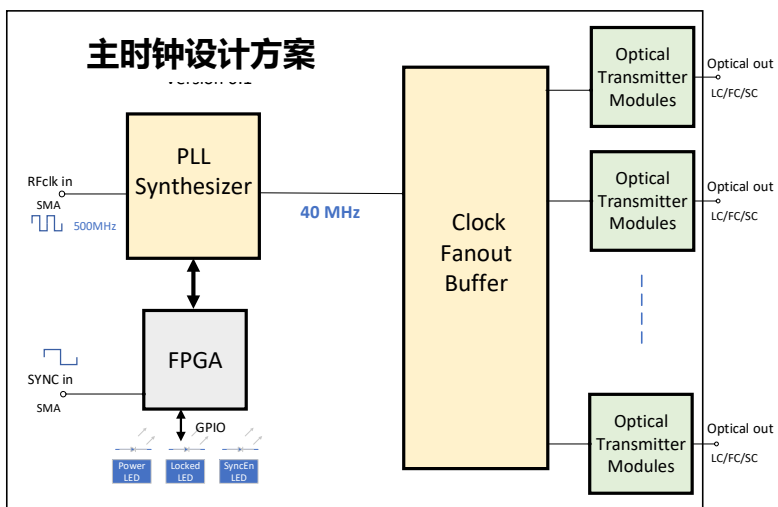 主时钟设计方案
RFclk in
SMA
500MHz
PLL
Synthesizer
40 MHz
SYNC in
SMA
FPGA
GPIO
Power
LED
Locked
LED
SyncEn
LED
Clock
Fanout
Buffer
Optical
Transmitter
Modules
Optical out
LC/FC/SC
Optical
Transmitter
Modules
Optical out
LC/FC/SC
Optical
Transmitter
Modules
Optical out
LC/FC/SC